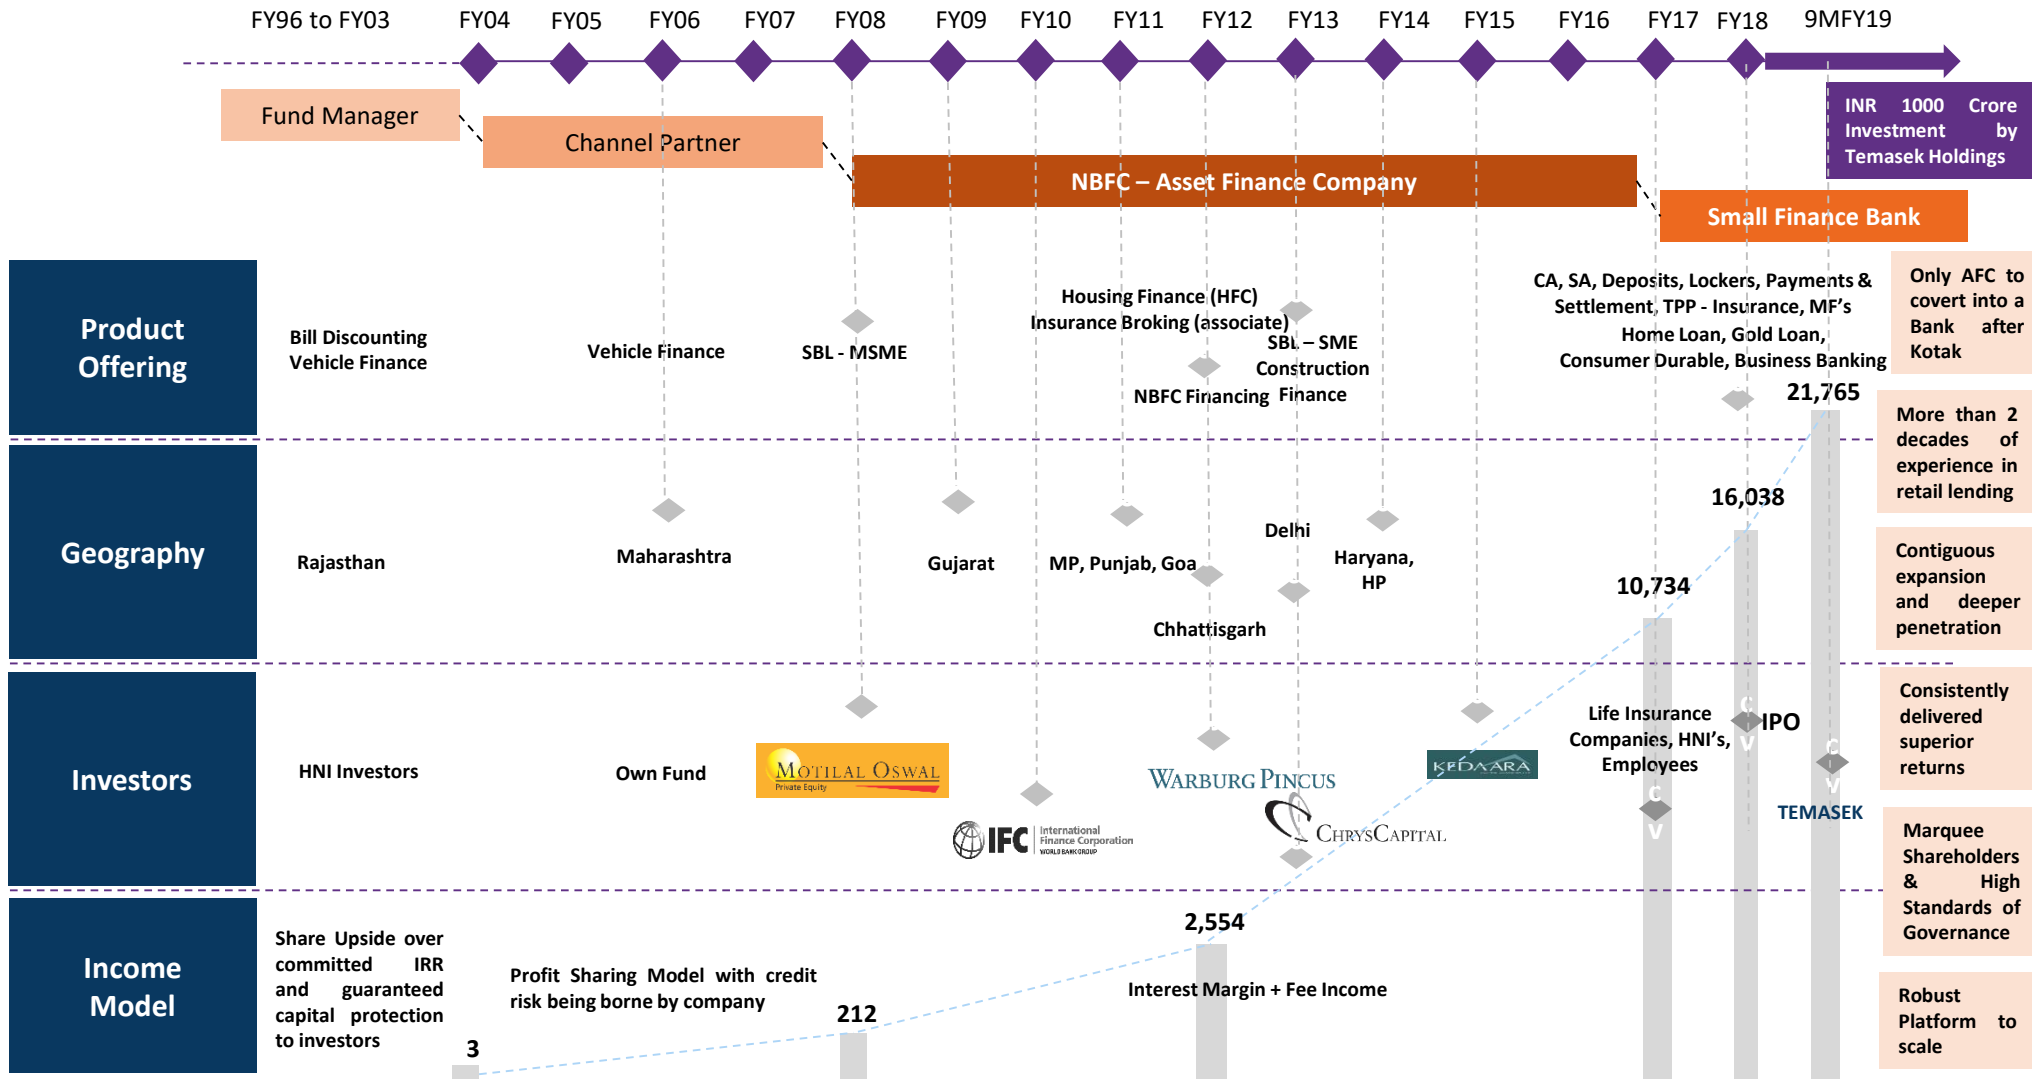 FY96 to FY03
FY04
FY05
FY06
FY07
FY08
FY09
FY10
FY11
FY12
FY13
FY14
FY15
FY16
FY17
FY18
9MFY19
Fund Manager
Channel Partner
NBFC – Asset Finance Company
Small Finance Bank
INR 1000 Crore
Investment by
Temasek Holdings
Product
Offering
Bill Discounting
Vehicle Finance
Vehicle Finance
SBL - MSME
Housing Finance (HFC)
Insurance Broking (associate)
NBFC Financing
SBL – SME
Construction
Finance
CA, SA, Deposits, Lockers, Payments &
Settlement, TPP - Insurance, MF's
Home Loan, Gold Loan,
Consumer Durable, Business Banking
21,765
Only AFC to
covert into a
Bank after
Kotak
More than 2
decades of
experience in
retail lending
Geography
Rajasthan
Maharashtra
Gujarat
MP, Punjab, Goa
Chhattisgarh
Delhi
Haryana,
HP
10,734
16,038
Contiguous
expansion
and deeper
penetration
Investors
HNI Investors
Own Fund
MOTILAL OSWAL
Private Equity
IFC
International
Finance Corporation
WORLD BANK GROUP
WARBURG PINCUS
CHRYSCAPITAL
KEDAARA
Life Insurance
Companies, HNI's,
Employees
C
V
C
V
IPO
C
V
TEMASEK
Consistently
delivered
superior
returns
Marquee
Shareholders
& High
Standards of
Governance
Income
Model
Share Upside over
committed IRR
and guaranteed
capital protection
to investors
3
Profit Sharing Model with credit
risk being borne by company
212
2,554
Interest Margin + Fee Income
Robust
Platform to
scale